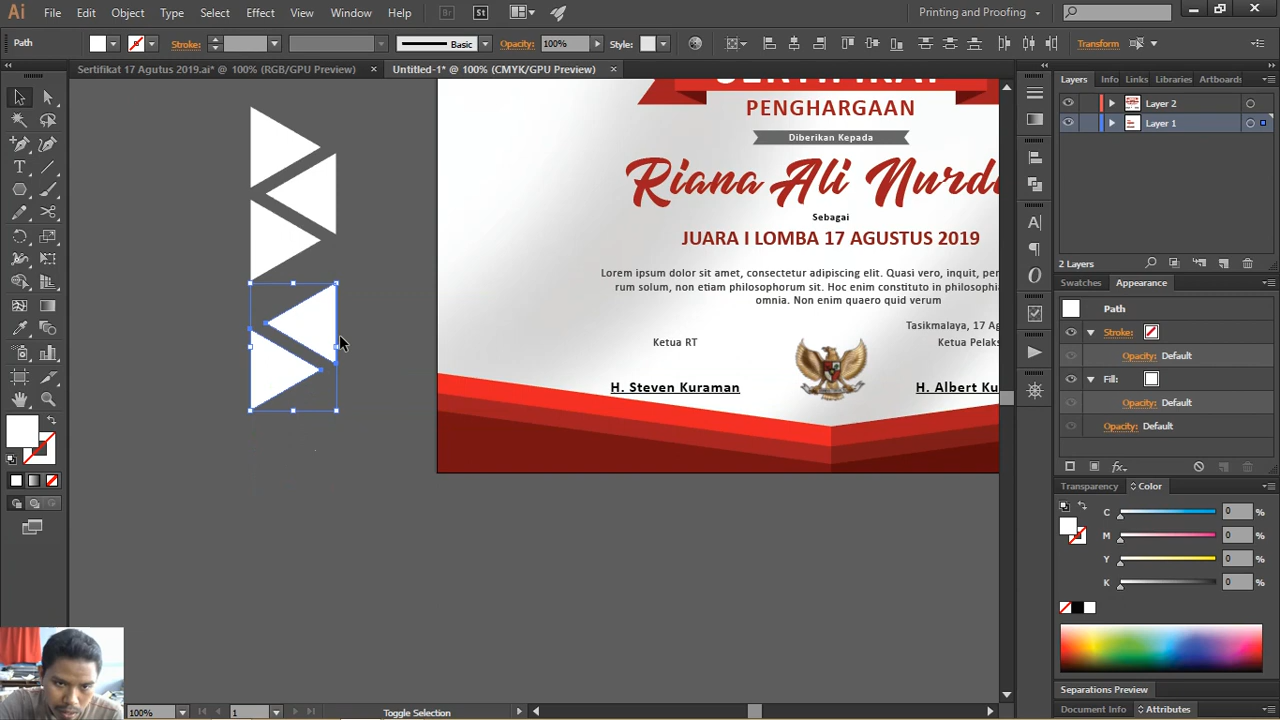 Ai File Edit Object Type Select Effect View Window Help Br St Printing and Proofing
Path Stroke: Basic Opacity: 100% Style: Transform
Sertifikat 17 Agutus 2019.ai* @ 100% (RGB/GPU Preview) × Untitled-1* @ 100% (CMYK/GPU Preview) ×
Layers Info Links Libraries Artboards
Layer 2
Layer 1
2 Layers
Swatches Appearance
Path
Stroke:
Opacity: Default
Fill:
Opacity: Default
Opacity: Default
fx
Transparency Color
C 0 %
M 0 %
Y 0 %
K 0 %
Separations Preview
Document Info Attributes
PENGHARGAAN
Diberikan Kepada
Riana Ali Nurd
Sebagai
JUARA I LOMBA 17 AGUSTUS 2019
Lorem ipsum dolor sit amet, consectetur adipiscing elit. Quasi vero, inquit, per
rum solum, non etiam philosophorum sit. Hoc enim constituto in philosophia
omnia. Non enim quaero quid verum
Tasikmalaya, 17 Ag
Ketua RT Ketua Pelaks
H. Steven Kuraman H. Albert Ku
100% 1 Toggle Selection